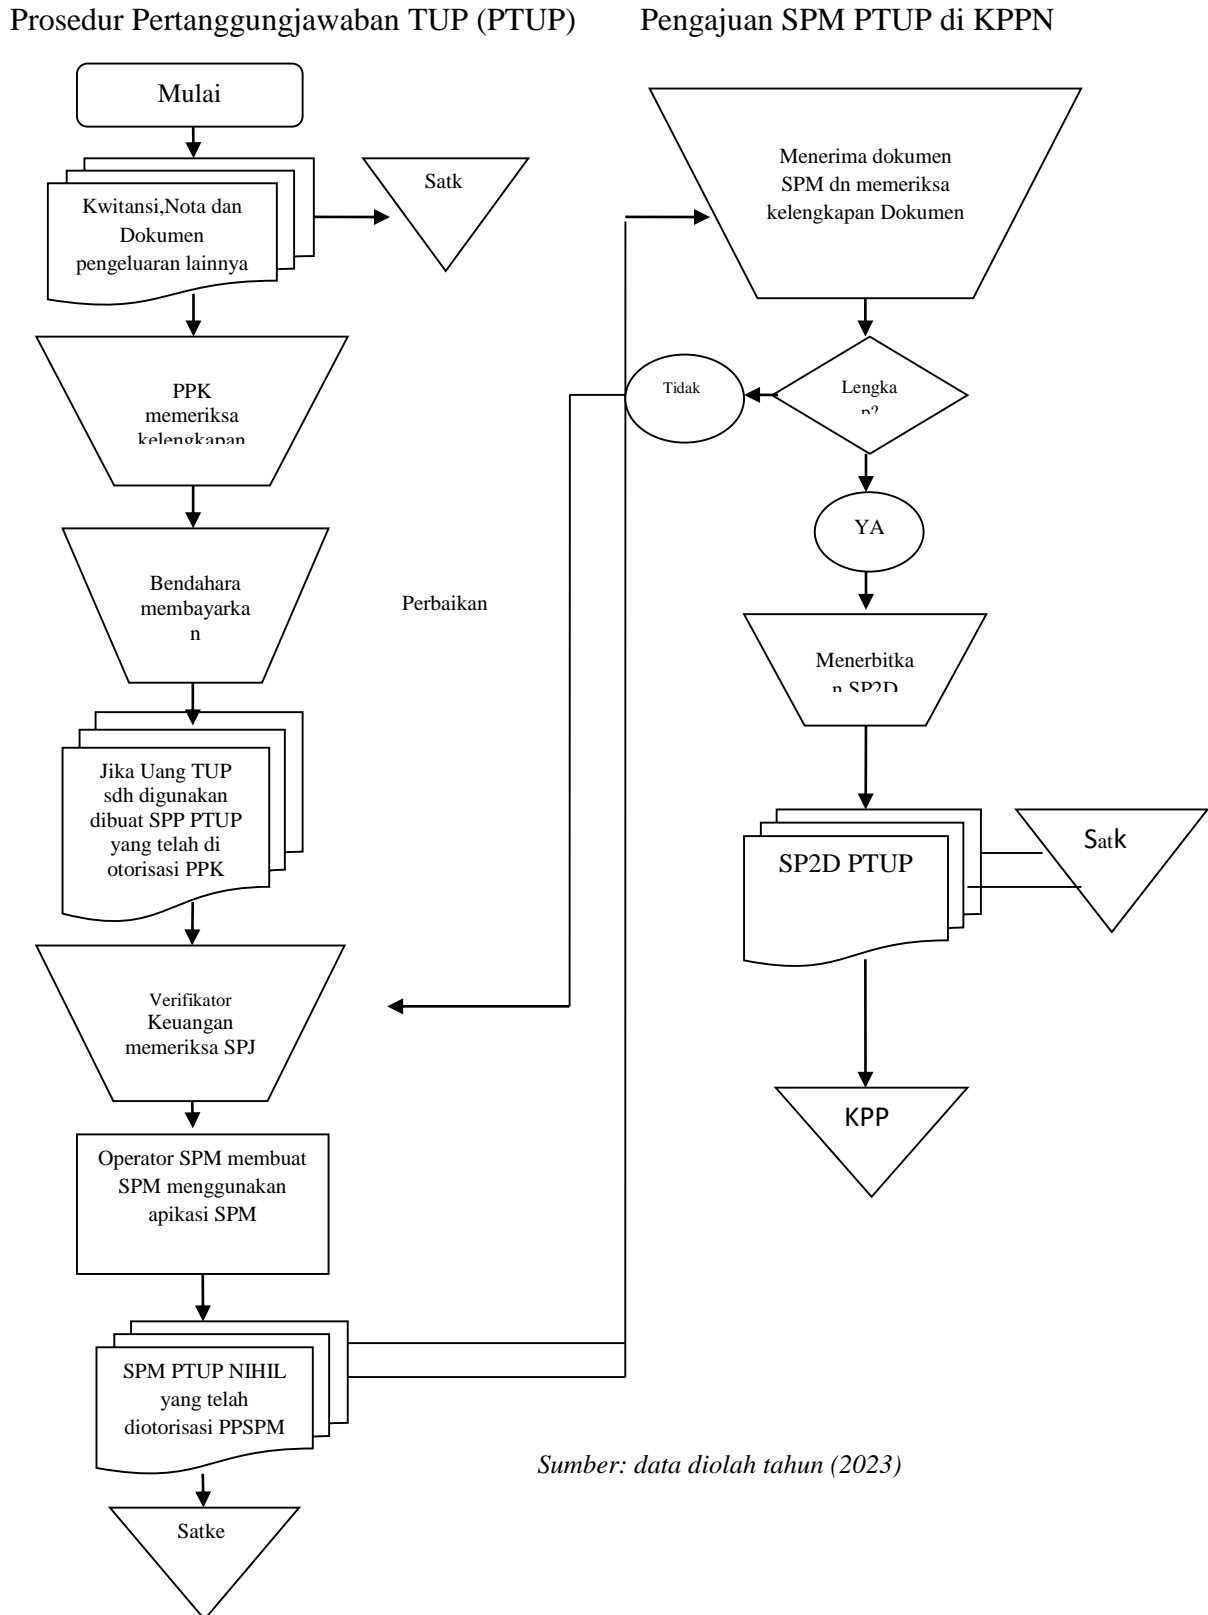 Prosedur Pertanggungjawaban TUP (PTUP)
Mulai
Kwitansi,Nota dan
Dokumen
pengeluaran lainnya
Satk
PPK
memeriksa
kelengkapan
Bendahara
membayarka
n
Perbaikan
Jika Uang TUP
sdh digunakan
dibuat SPP PTUP
yang telah di
otorisasi PPK
Verifikator
Keuangan
memeriksa SPJ
Operator SPM membuat
SPM menggunakan
apikasi SPM
SPM PTUP NIHIL
yang telah
diotorisasi PPSPM
Satke
Pengajuan SPM PTUP di KPPN
Menerima dokumen
SPM dn memeriksa
kelengkapan Dokumen
Lengka
p?
Tidak
YA
Menerbitka
n SP2D
SP2D PTUP
Satk
KPP
Sumber: data diolah tahun (2023)